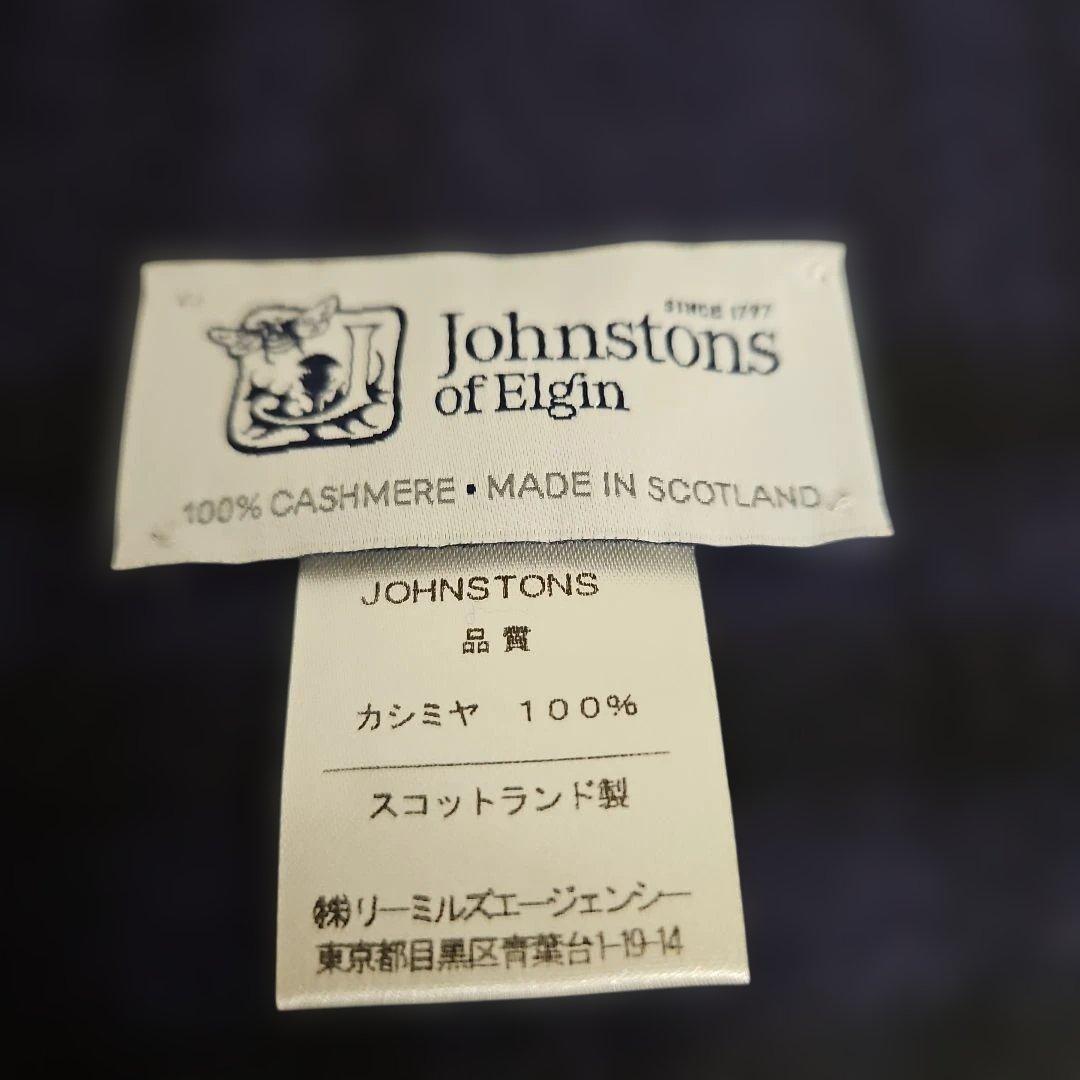 SINCE 1797
Johnstons
of Elgin
100% CASHMERE • MADE IN SCOTLAND
JOHNSTONS
品質
カシミヤ 100%
スコットランド製
㈱リーミルズエージェンシー
東京都目黒区青葉台1-19-14